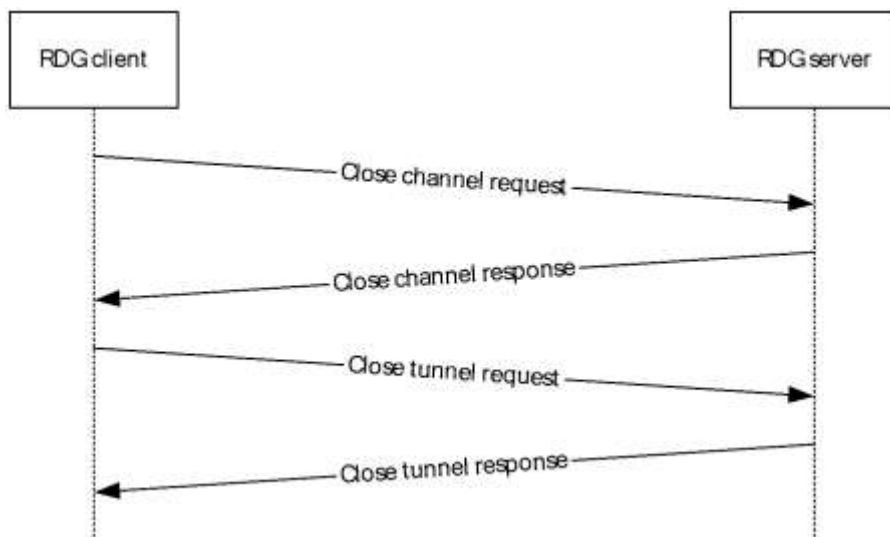 RDG client
RDG server
Close channel request
Close channel response
Close tunnel request
Close tunnel response